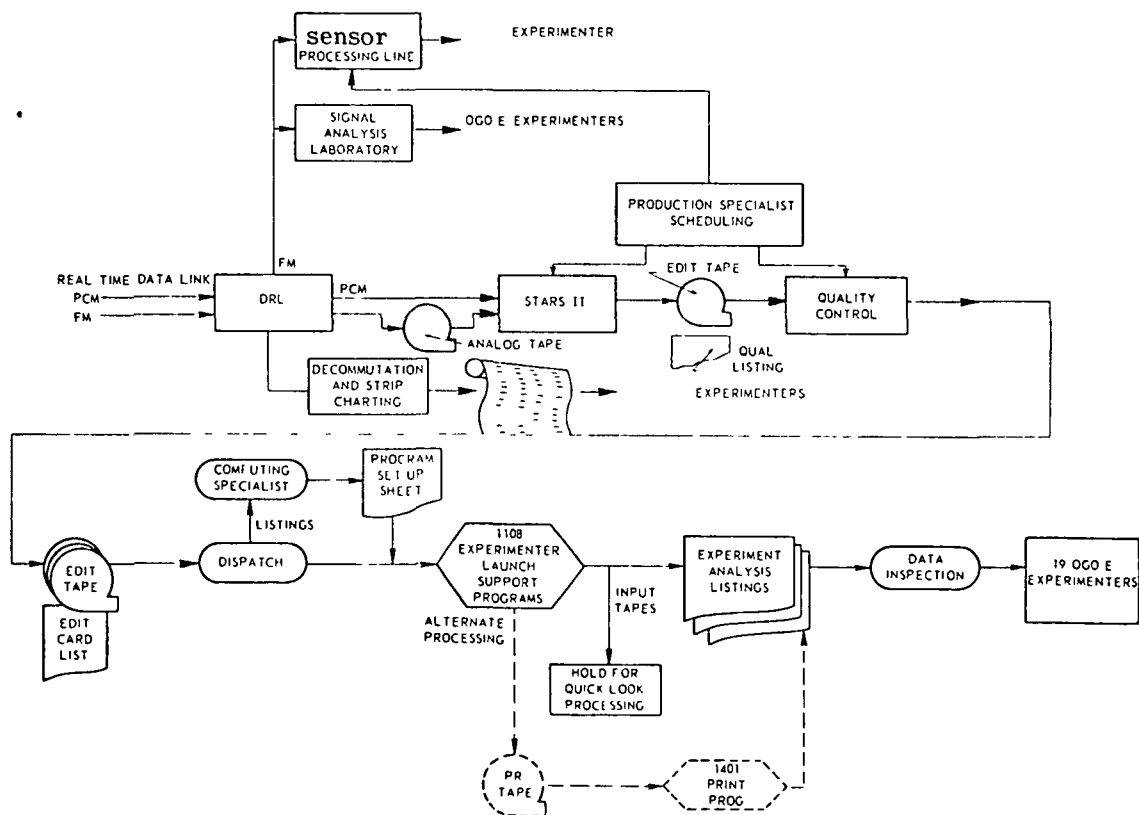 sensor
PROCESSING LINE
EXPERIMENTER
SIGNAL
ANALYSIS
LABORATORY
OGO E EXPERIMENTERS
PRODUCTION SPECIALIST
SCHEDULING
FM
REAL TIME DATA LINK
PCM
FM
DRL
PCM
ANALOG TAPE
STARS II
EDIT TAPE
QUAL
LISTING
QUALITY
CONTROL
DECOMMUTATION
AND STRIP
CHARTING
EXPERIMENTERS
COMPUTING
SPECIALIST
PROGRAM
SET UP
SHEET
LISTINGS
EDIT
TAPE
EDIT
CARD
LIST
DISPATCH
1108
EXPERIMENTER
LAUNCH
SUPPORT
PROGRAMS
ALTERNATE
PROCESSING
INPUT
TAPES
HOLD FOR
QUICK LOOK
PROCESSING
EXPERIMENT
ANALYSIS
LISTINGS
DATA
INSPECTION
19 OGO E
EXPERIMENTERS
PR
TAPE
1401
PRINT
PROG